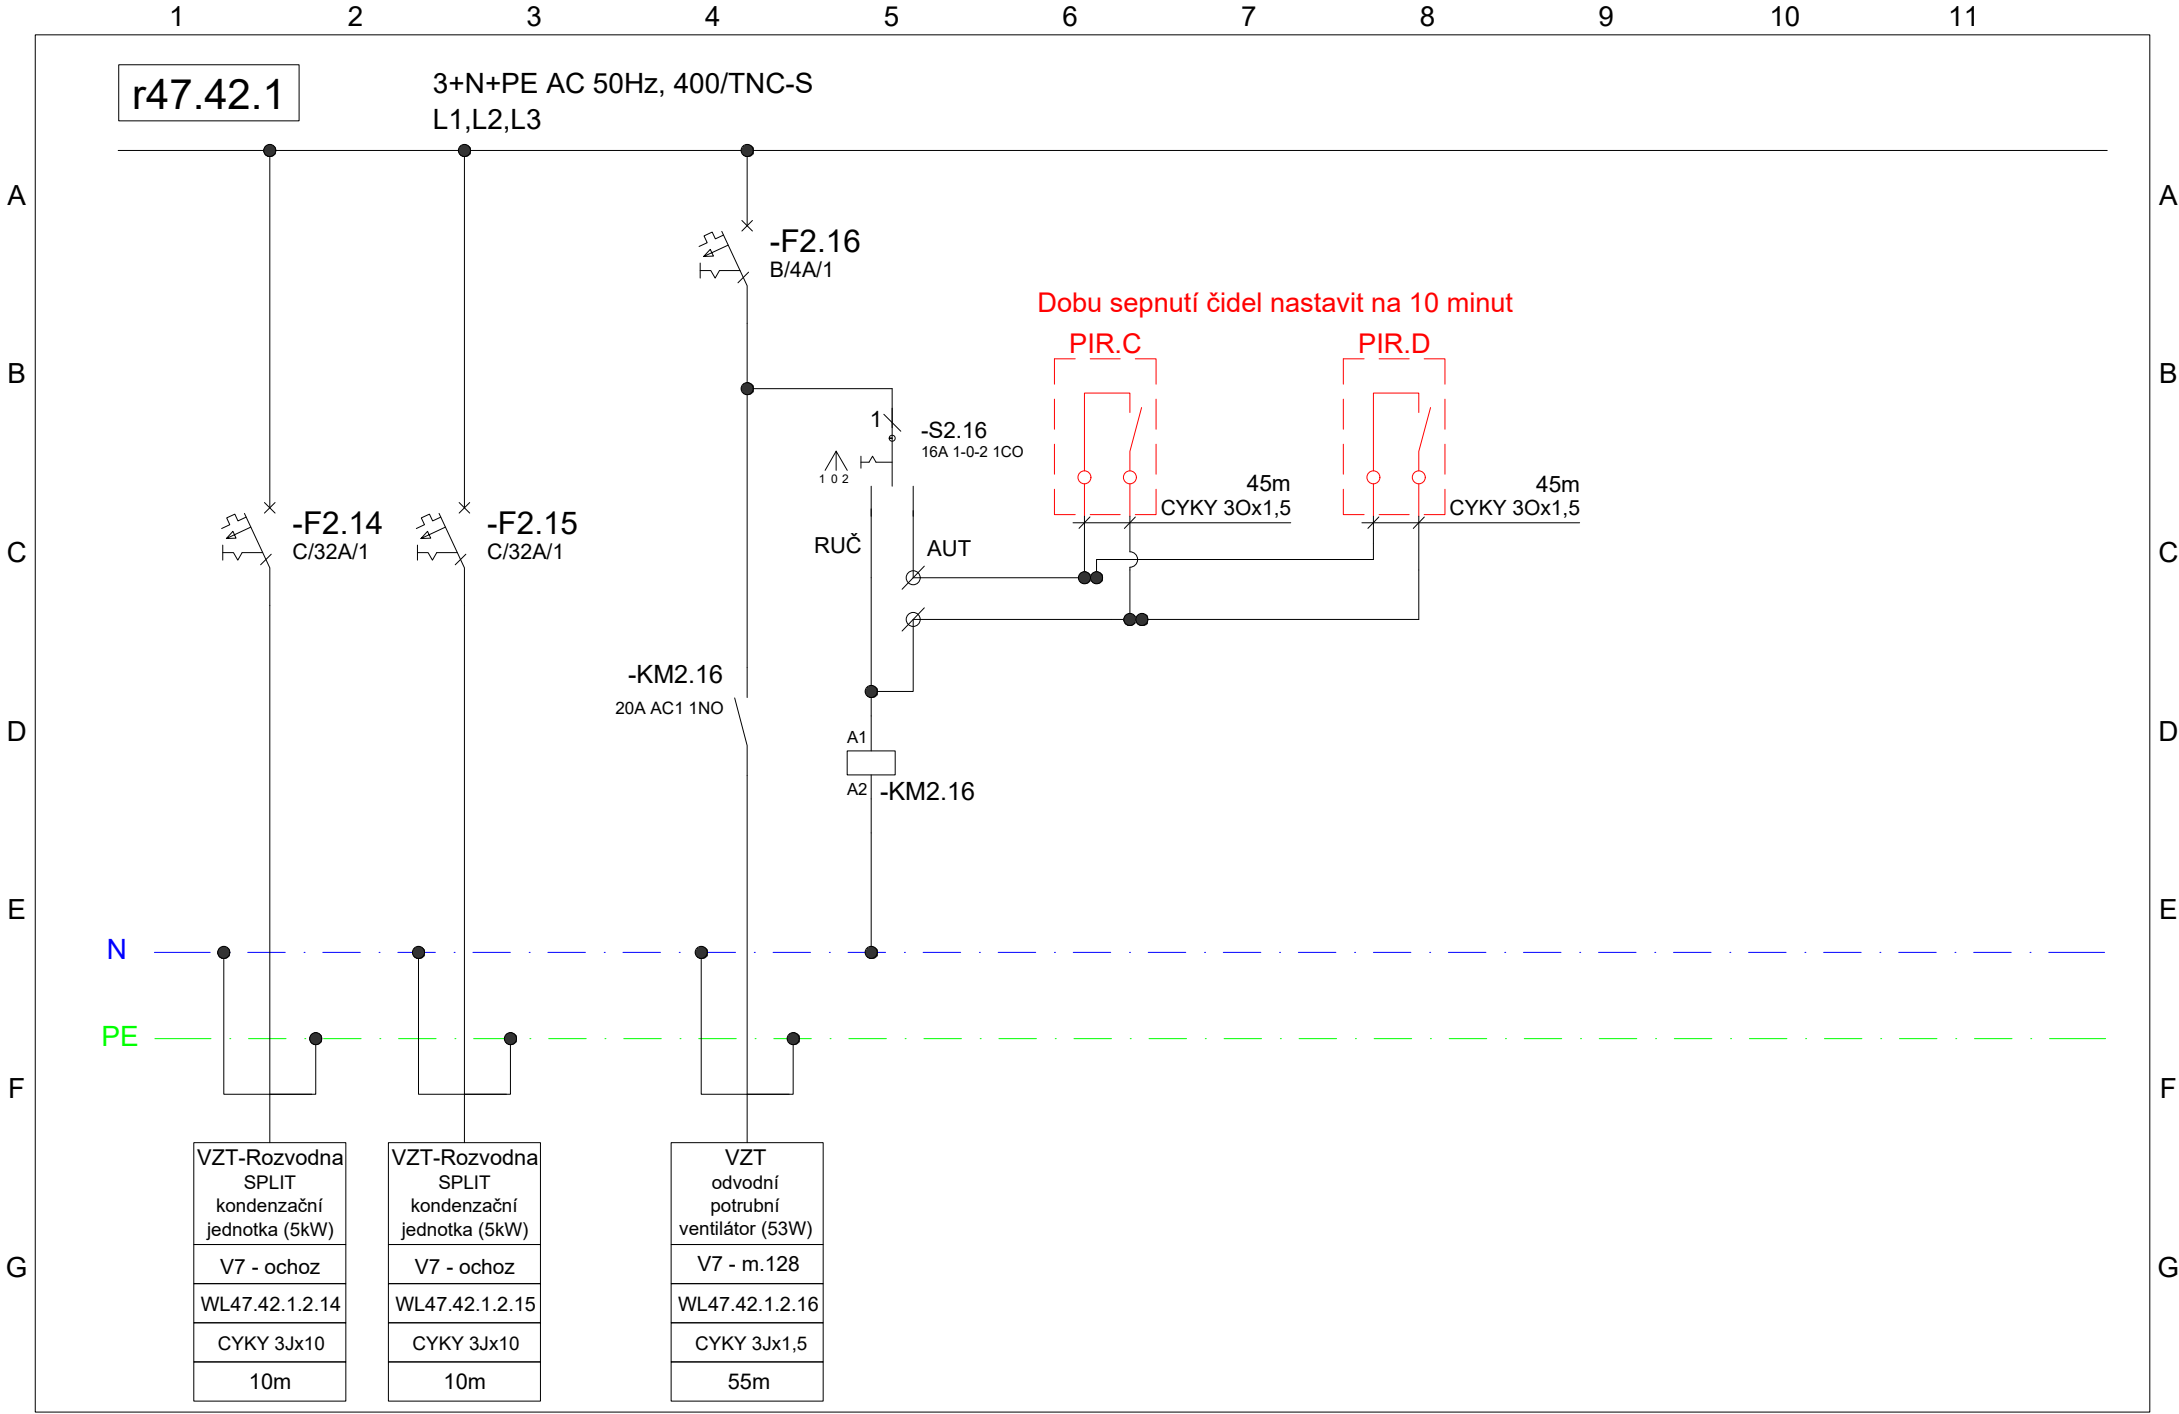 1 2 3 4 5 6 7 8 9 10 11
r47.42.1
3+N+PE AC 50Hz, 400/TNC-S
L1,L2,L3
A A
-F2.16
B/4A/1
Dobu sepnutí čidel nastavit na 10 minut
PIR.C PIR.D
B B
1
-S2.16
16A 1-0-2 1CO
1 0 2
45m 45m
CYKY 3Ox1,5 CYKY 3Ox1,5
-F2.14 -F2.15
C/32A/1 C/32A/1
RUČ AUT
C C
-KM2.16
20A AC1 1NO
D D
A1
A2 -KM2.16
E E
N
PE
F F
VZT-Rozvodna
SPLIT
kondenzační
jednotka (5kW)
V7 - ochoz
WL47.42.1.2.14
CYKY 3Jx10
10m
VZT-Rozvodna
SPLIT
kondenzační
jednotka (5kW)
V7 - ochoz
WL47.42.1.2.15
CYKY 3Jx10
10m
VZT
odvodní
potrubní
ventilátor (53W)
V7 - m.128
WL47.42.1.2.16
CYKY 3Jx1,5
55m
G G